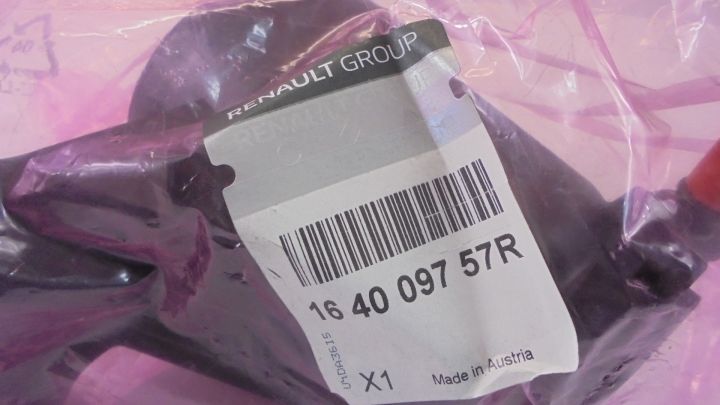 RENAULT GROUP
16 40 097 57R
X1
Made in Austria